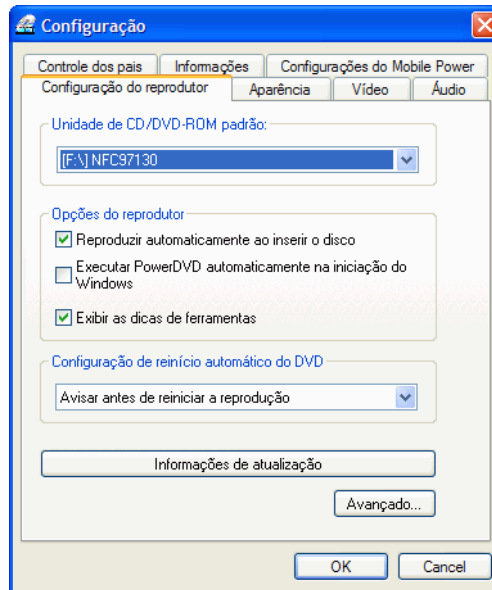 Configuração
Controle dos pais
Informações
Configurações do Mobile Power
Configuração do reprodutor
Aparência
Vídeo
Áudio
Unidade de CD/DVD-ROM padrão:
[F:\] NFC97130
Opções do reprodutor
Reproduzir automaticamente ao inserir o disco
Executar PowerDVD automaticamente na iniciação do
Windows
Exibir as dicas de ferramentas
Configuração de reinício automático do DVD
Avisar antes de reiniciar a reprodução
Informações de atualização
Avançado...
OK
Cancel